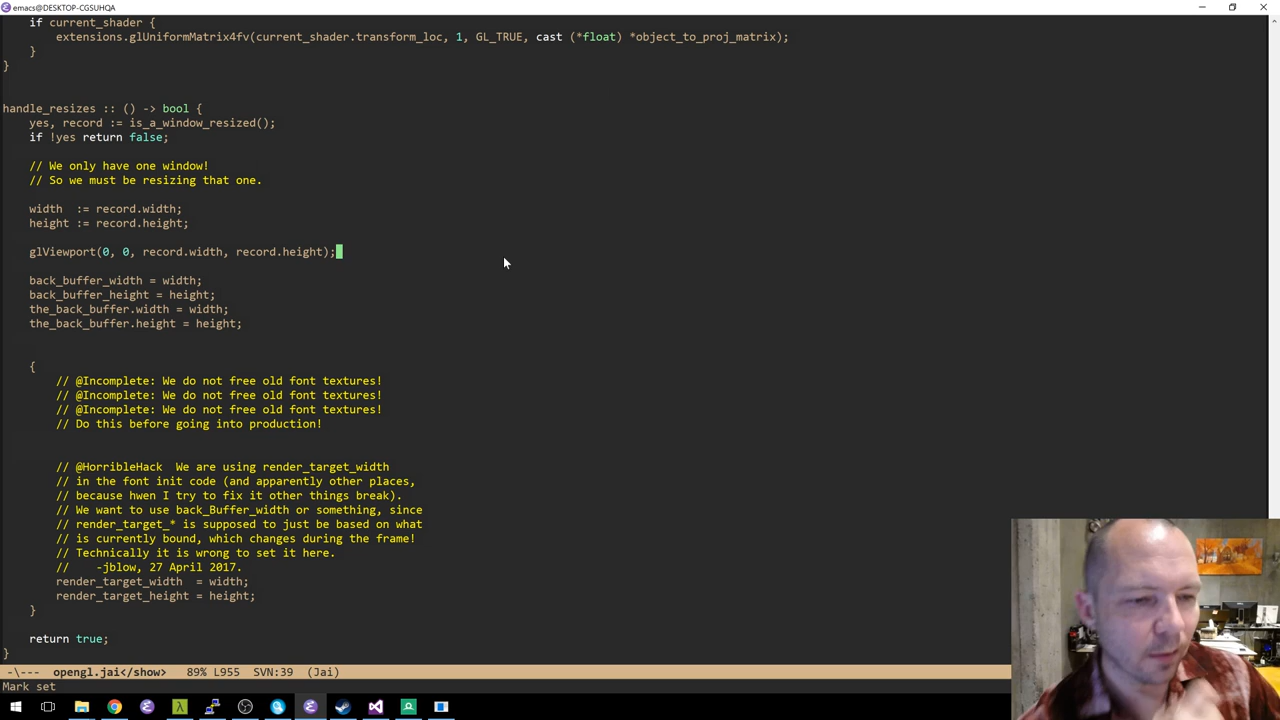 emacs@DESKTOP-CGSUHQA
if current_shader {
extensions.glUniformMatrix4fv(current_shader.transform_loc, 1, GL_TRUE, cast (*float) *object_to_proj_matrix);
}
}
handle_resizes :: () -> bool {
yes, record := is_a_window_resized();
if !yes return false;
// We only have one window!
// So we must be resizing that one.
width  := record.width;
height := record.height;
glViewport(0, 0, record.width, record.height);
back_buffer_width = width;
back_buffer_height = height;
the_back_buffer.width = width;
the_back_buffer.height = height;
{
// @Incomplete: We do not free old font textures!
// @Incomplete: We do not free old font textures!
// @Incomplete: We do not free old font textures!
// Do this before going into production!
// @HorribleHack  We are using render_target_width
// in the font init code (and apparently other places,
// because hwen I try to fix it other things break).
// We want to use back_Buffer_width or something, since
// render_target_* is supposed to just be based on what
// is currently bound, which changes during the frame!
// Technically it is wrong to set it here.
//    -jblow, 27 April 2017.
render_target_width  = width;
render_target_height = height;
}
return true;
}
-\---  opengl.jai</show>   89% L955   SVN:39  (Jai)
Mark set